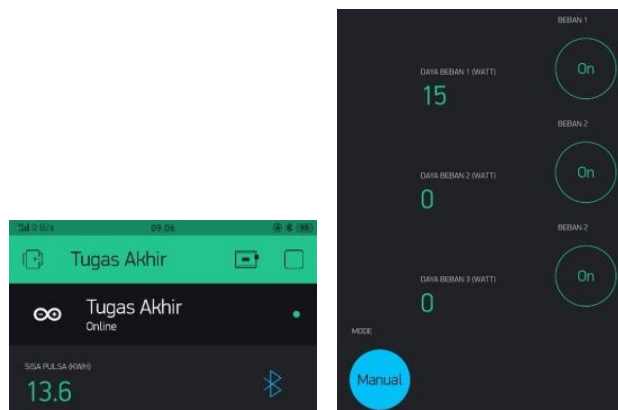 0 B/s
09.06
Tugas Akhir
Tugas Akhir
Online
SISA PULSA (KWH)
13.6
BEBAN 1
DAYA BEBAN 1 (WATT)
On
15
BEBAN 2
DAYA BEBAN 2 (WATT)
On
0
BEBAN 2
DAYA BEBAN 3 (WATT)
On
0
MODE
Manual